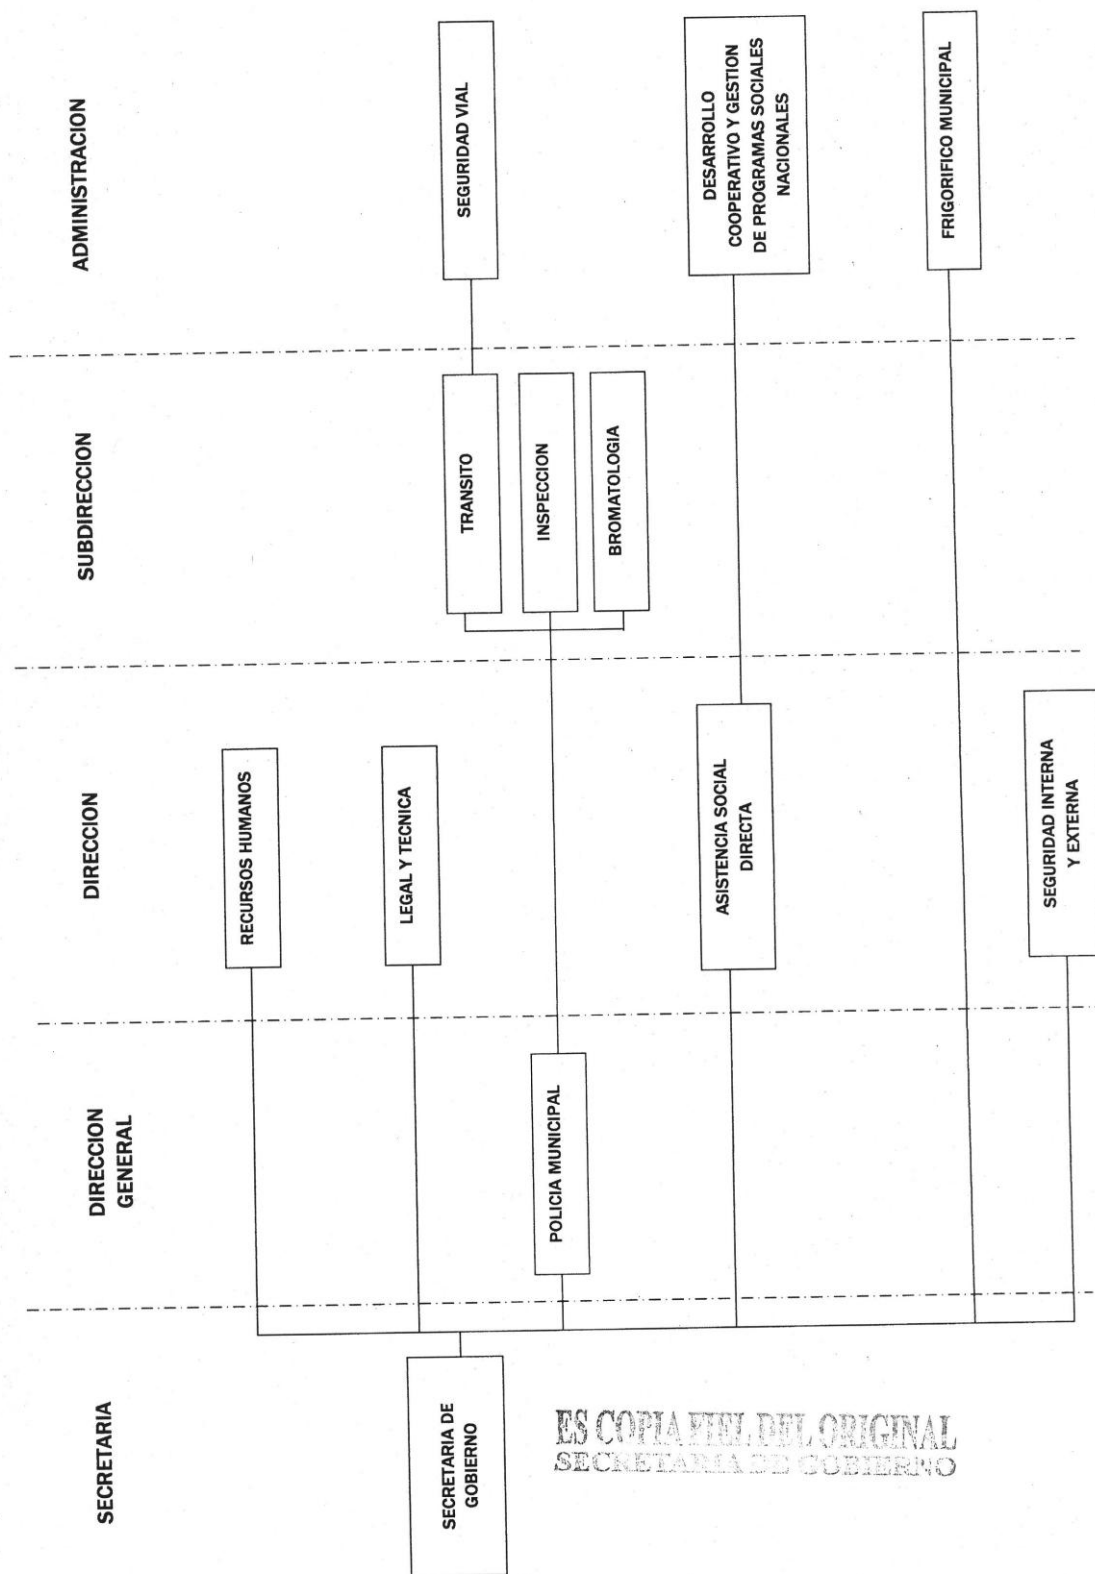 SECRETARIA
DIRECCION
GENERAL
DIRECCION
SUBDIRECCION
ADMINISTRACION
SECRETARIA DE
GOBIERNO
RECURSOS HUMANOS
LEGAL Y TECNICA
POLICIA MUNICIPAL
TRANSITO
SEGURIDAD VIAL
INSPECCION
BROMATOLOGIA
ASISTENCIA SOCIAL
DIRECTA
DESARROLLO
COOPERATIVO Y GESTION
DE PROGRAMAS SOCIALES
NACIONALES
FRIGORIFICO MUNICIPAL
SEGURIDAD INTERNA
Y EXTERNA
ES COPIA FIEL DEL ORIGINAL
SECRETARIA DE GOBIERNO